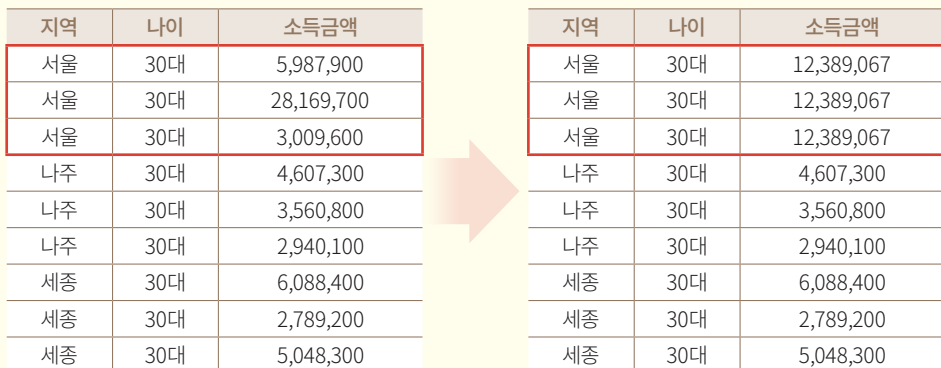 지역 나이 소득금액
서울 30대 5,987,900
서울 30대 28,169,700
서울 30대 3,009,600
나주 30대 4,607,300
나주 30대 3,560,800
나주 30대 2,940,100
세종 30대 6,088,400
세종 30대 2,789,200
세종 30대 5,048,300
지역 나이 소득금액
서울 30대 12,389,067
서울 30대 12,389,067
서울 30대 12,389,067
나주 30대 4,607,300
나주 30대 3,560,800
나주 30대 2,940,100
세종 30대 6,088,400
세종 30대 2,789,200
세종 30대 5,048,300